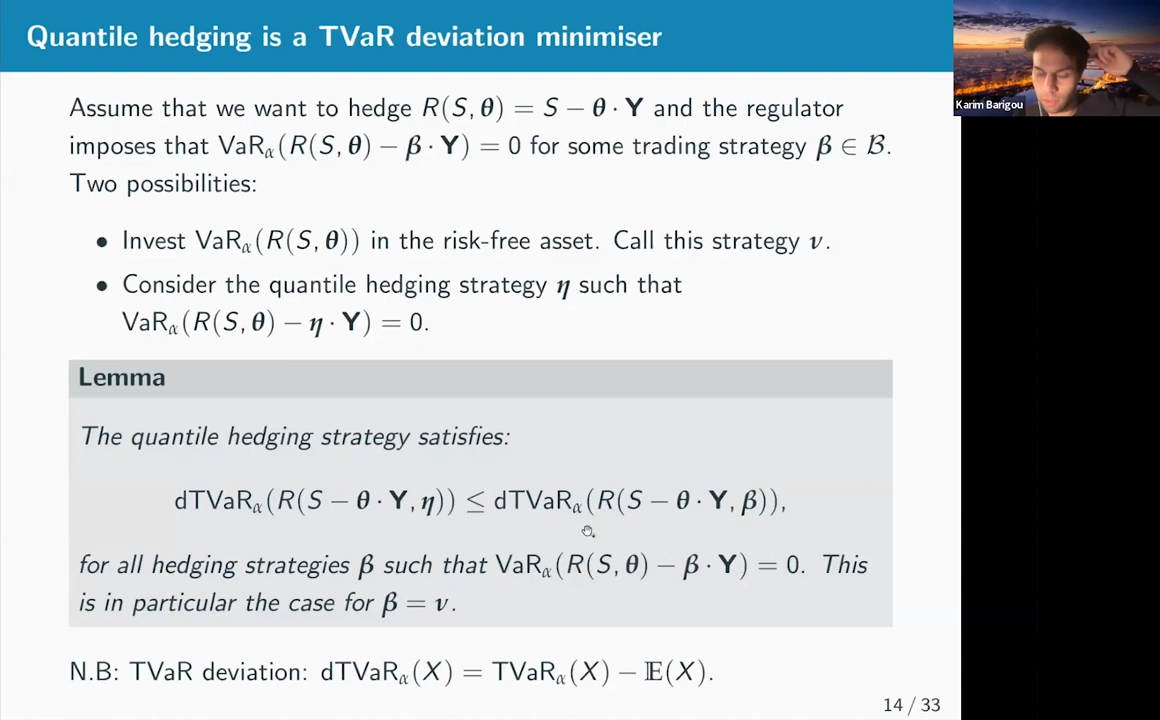 Quantile hedging is a TVaR deviation minimiser
Karim Barigou
Assume that we want to hedge R(S, θ) = S − θ · Y and the regulator
imposes that VaRα(R(S, θ) − β · Y) = 0 for some trading strategy β ∈ ℬ.
Two possibilities:
• Invest VaRα(R(S, θ)) in the risk-free asset. Call this strategy ν.
• Consider the quantile hedging strategy η such that
VaRα(R(S, θ) − η · Y) = 0.
Lemma
The quantile hedging strategy satisfies:
dTVaRα(R(S − θ · Y, η)) ≤ dTVaRα(R(S − θ · Y, β)),
for all hedging strategies β such that VaRα(R(S, θ) − β · Y) = 0. This
is in particular the case for β = ν.
N.B: TVaR deviation: dTVaRα(X) = TVaRα(X) − 𝔼(X).
14 / 33